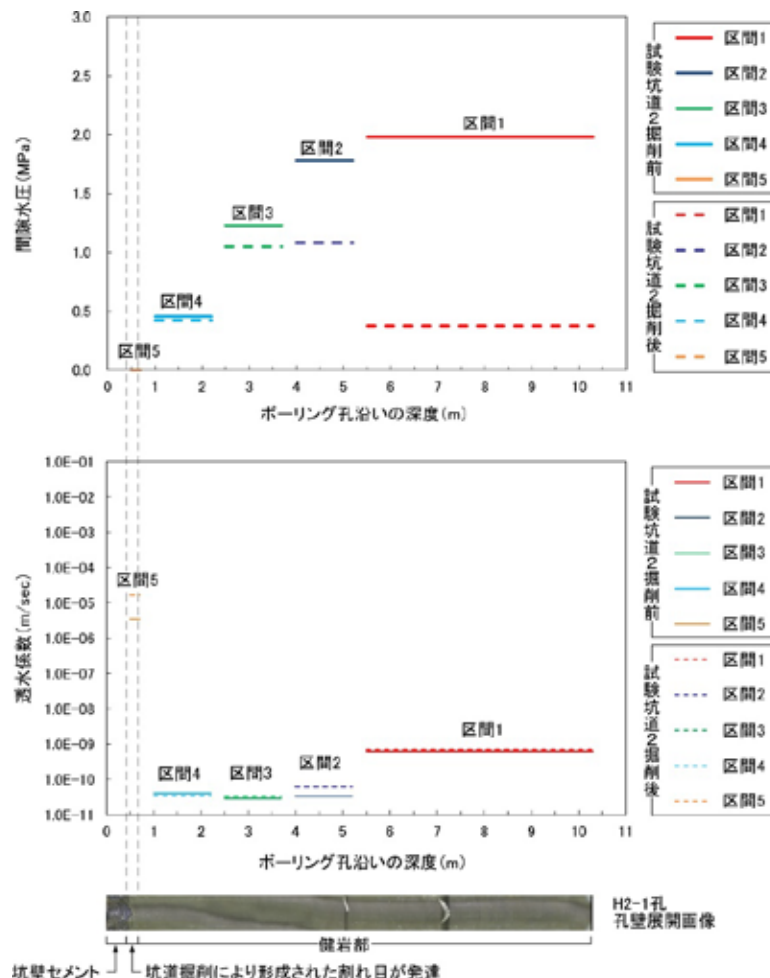 3.0
2.5
2.0
1.5
1.0
0.5
0.0
間隙水圧(MPa)
区間1
区間2
区間3
区間4
区間5
0 1 2 3 4 5 6 7 8 9 10 11
ボーリング孔沿いの深度(m)
試験坑道2掘削前
区間1
区間2
区間3
区間4
区間5
試験坑道2掘削後
区間1
区間2
区間3
区間4
区間5
1.0E-01
1.0E-02
1.0E-03
1.0E-04
1.0E-05
1.0E-06
1.0E-07
1.0E-08
1.0E-09
1.0E-10
1.0E-11
透水係数(m/sec)
区間5
区間1
区間4
区間3
区間2
0 1 2 3 4 5 6 7 8 9 10 11
ボーリング孔沿いの深度(m)
試験坑道2掘削前
区間1
区間2
区間3
区間4
区間5
試験坑道2掘削後
区間1
区間2
区間3
区間4
区間5
H2-1孔
孔壁展開画像
健岩部
坑壁セメント
坑道掘削により形成された割れ目が発達